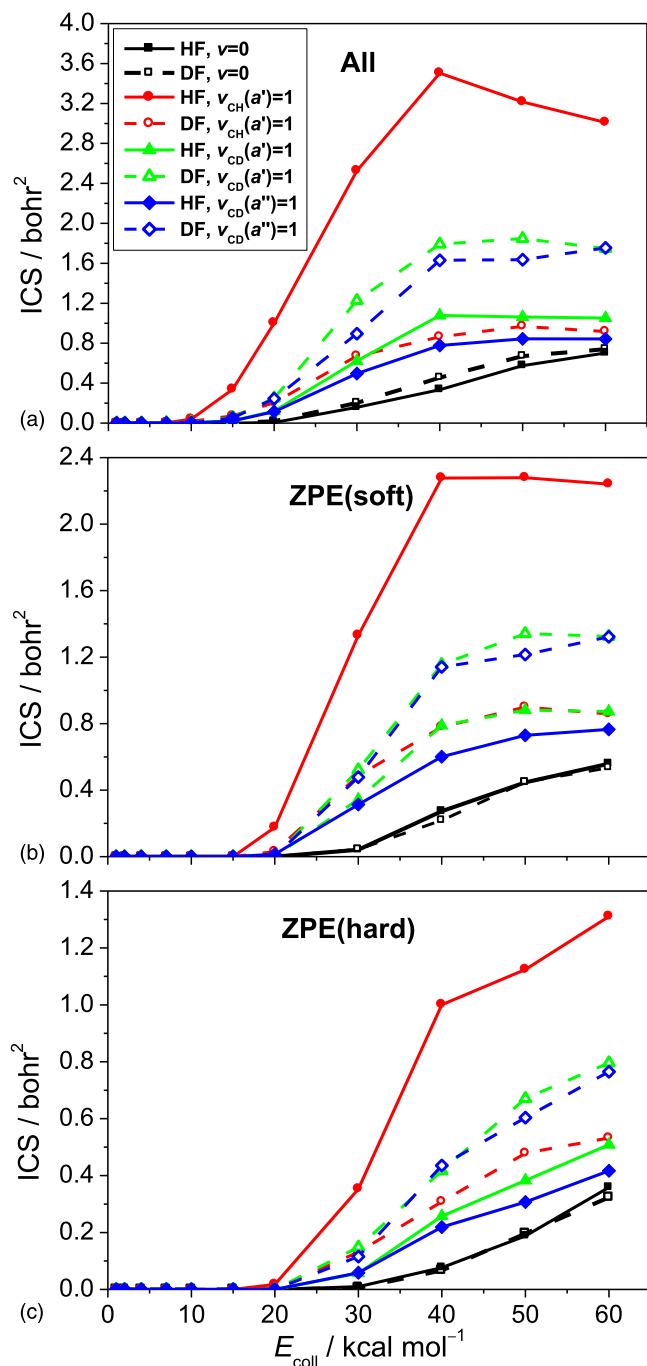 4.0
3.6
3.2
2.8
2.4
2.0
1.6
1.2
0.8
0.4
0.0
ICS / bohr²
(a)
All
HF, v=0
DF, v=0
HF, vCH(a')=1
DF, vCH(a')=1
HF, vCD(a')=1
DF, vCD(a')=1
HF, vCD(a'')=1
DF, vCD(a'')=1
2.4
2.0
1.6
1.2
0.8
0.4
0.0
ICS / bohr²
(b)
ZPE(soft)
1.4
1.2
1.0
0.8
0.6
0.4
0.2
0.0
ICS / bohr²
(c)
ZPE(hard)
0 10 20 30 40 50 60
Ecoll / kcal mol⁻¹